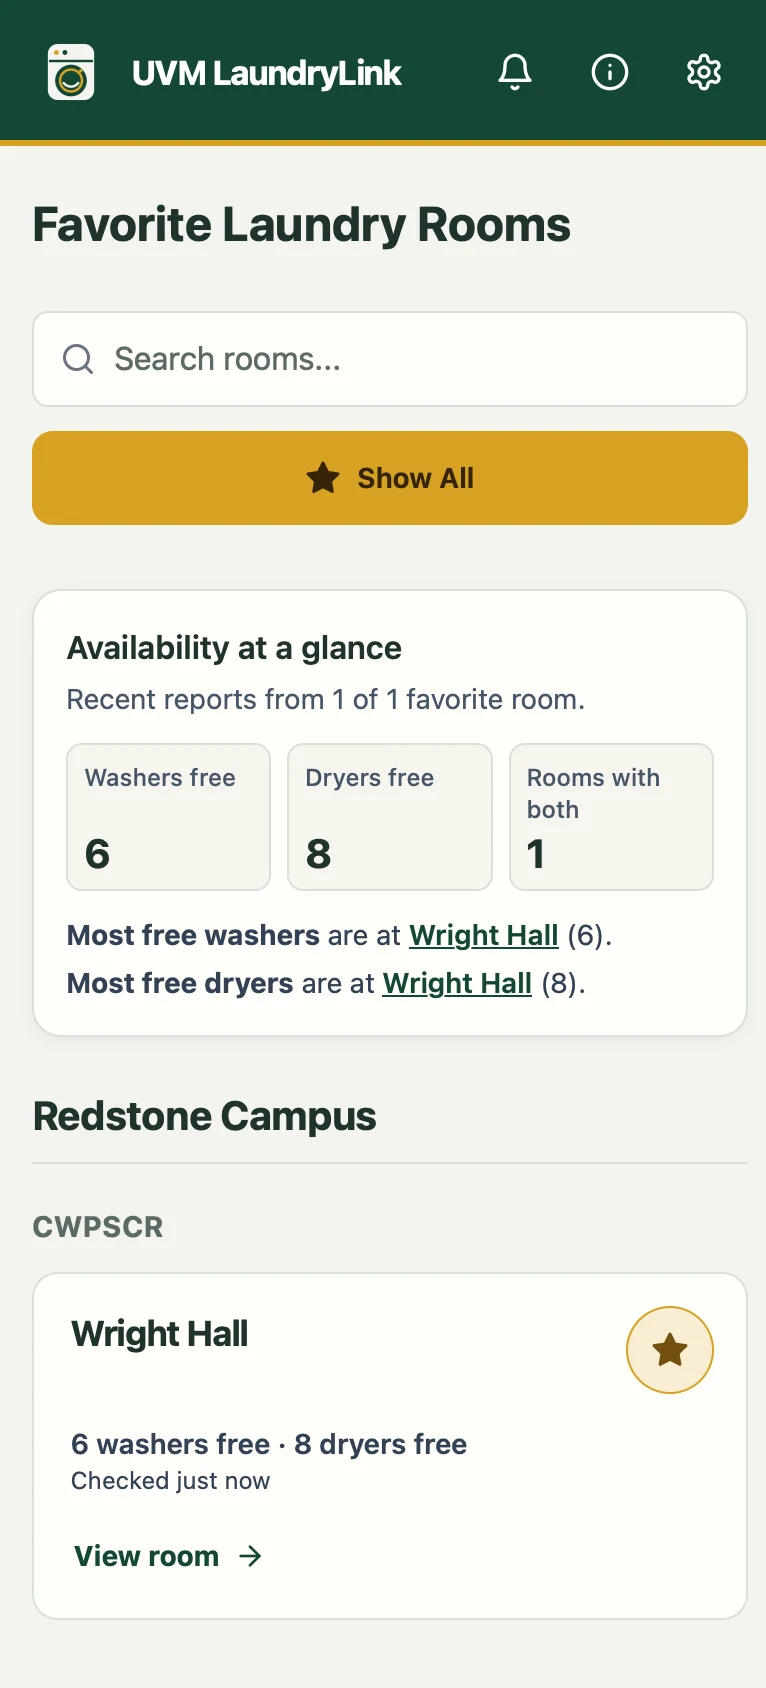 UVM LaundryLink
Favorite Laundry Rooms
Search rooms...
Show All
Availability at a glance
Recent reports from 1 of 1 favorite room.
Washers free
6
Dryers free
8
Rooms with
both
1
Most free washers are at Wright Hall (6).
Most free dryers are at Wright Hall (8).
Redstone Campus
CWPSCR
Wright Hall
6 washers free · 8 dryers free
Checked just now
View room →